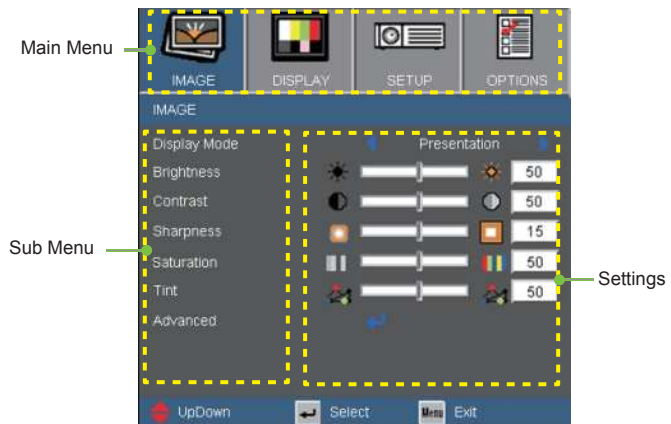 Main Menu
IMAGE DISPLAY SETUP OPTIONS
IMAGE
Display Mode Presentation
Brightness 50
Contrast 50
Sharpness 15
Sub Menu
Saturation 50
Settings
Tint 50
Advanced
UpDown Select Menu Exit